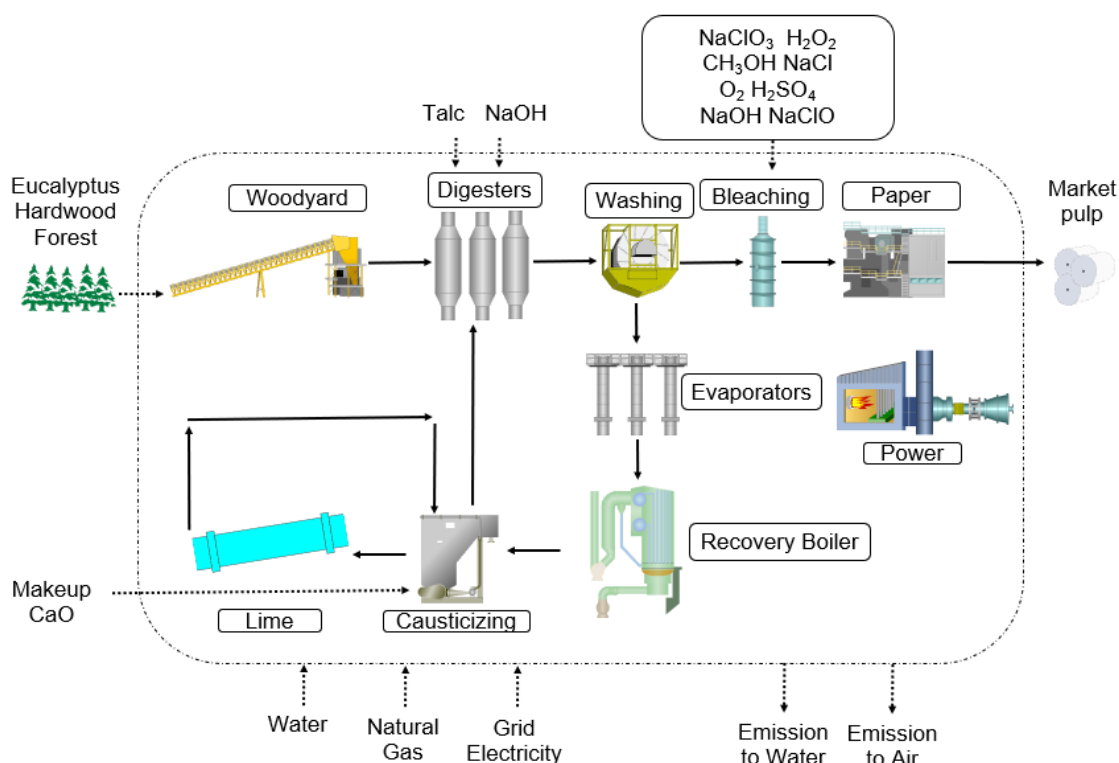 NaClO₃ H₂O₂
CH₃OH NaCl
O₂ H₂SO₄
NaOH NaClO
Talc NaOH
Eucalyptus
Hardwood
Forest
Woodyard
Digesters
Washing
Bleaching
Paper
Market
pulp
Evaporators
Power
Recovery Boiler
Makeup
CaO
Lime
Causticizing
Water
Natural
Gas
Grid
Electricity
Emission
to Water
Emission
to Air